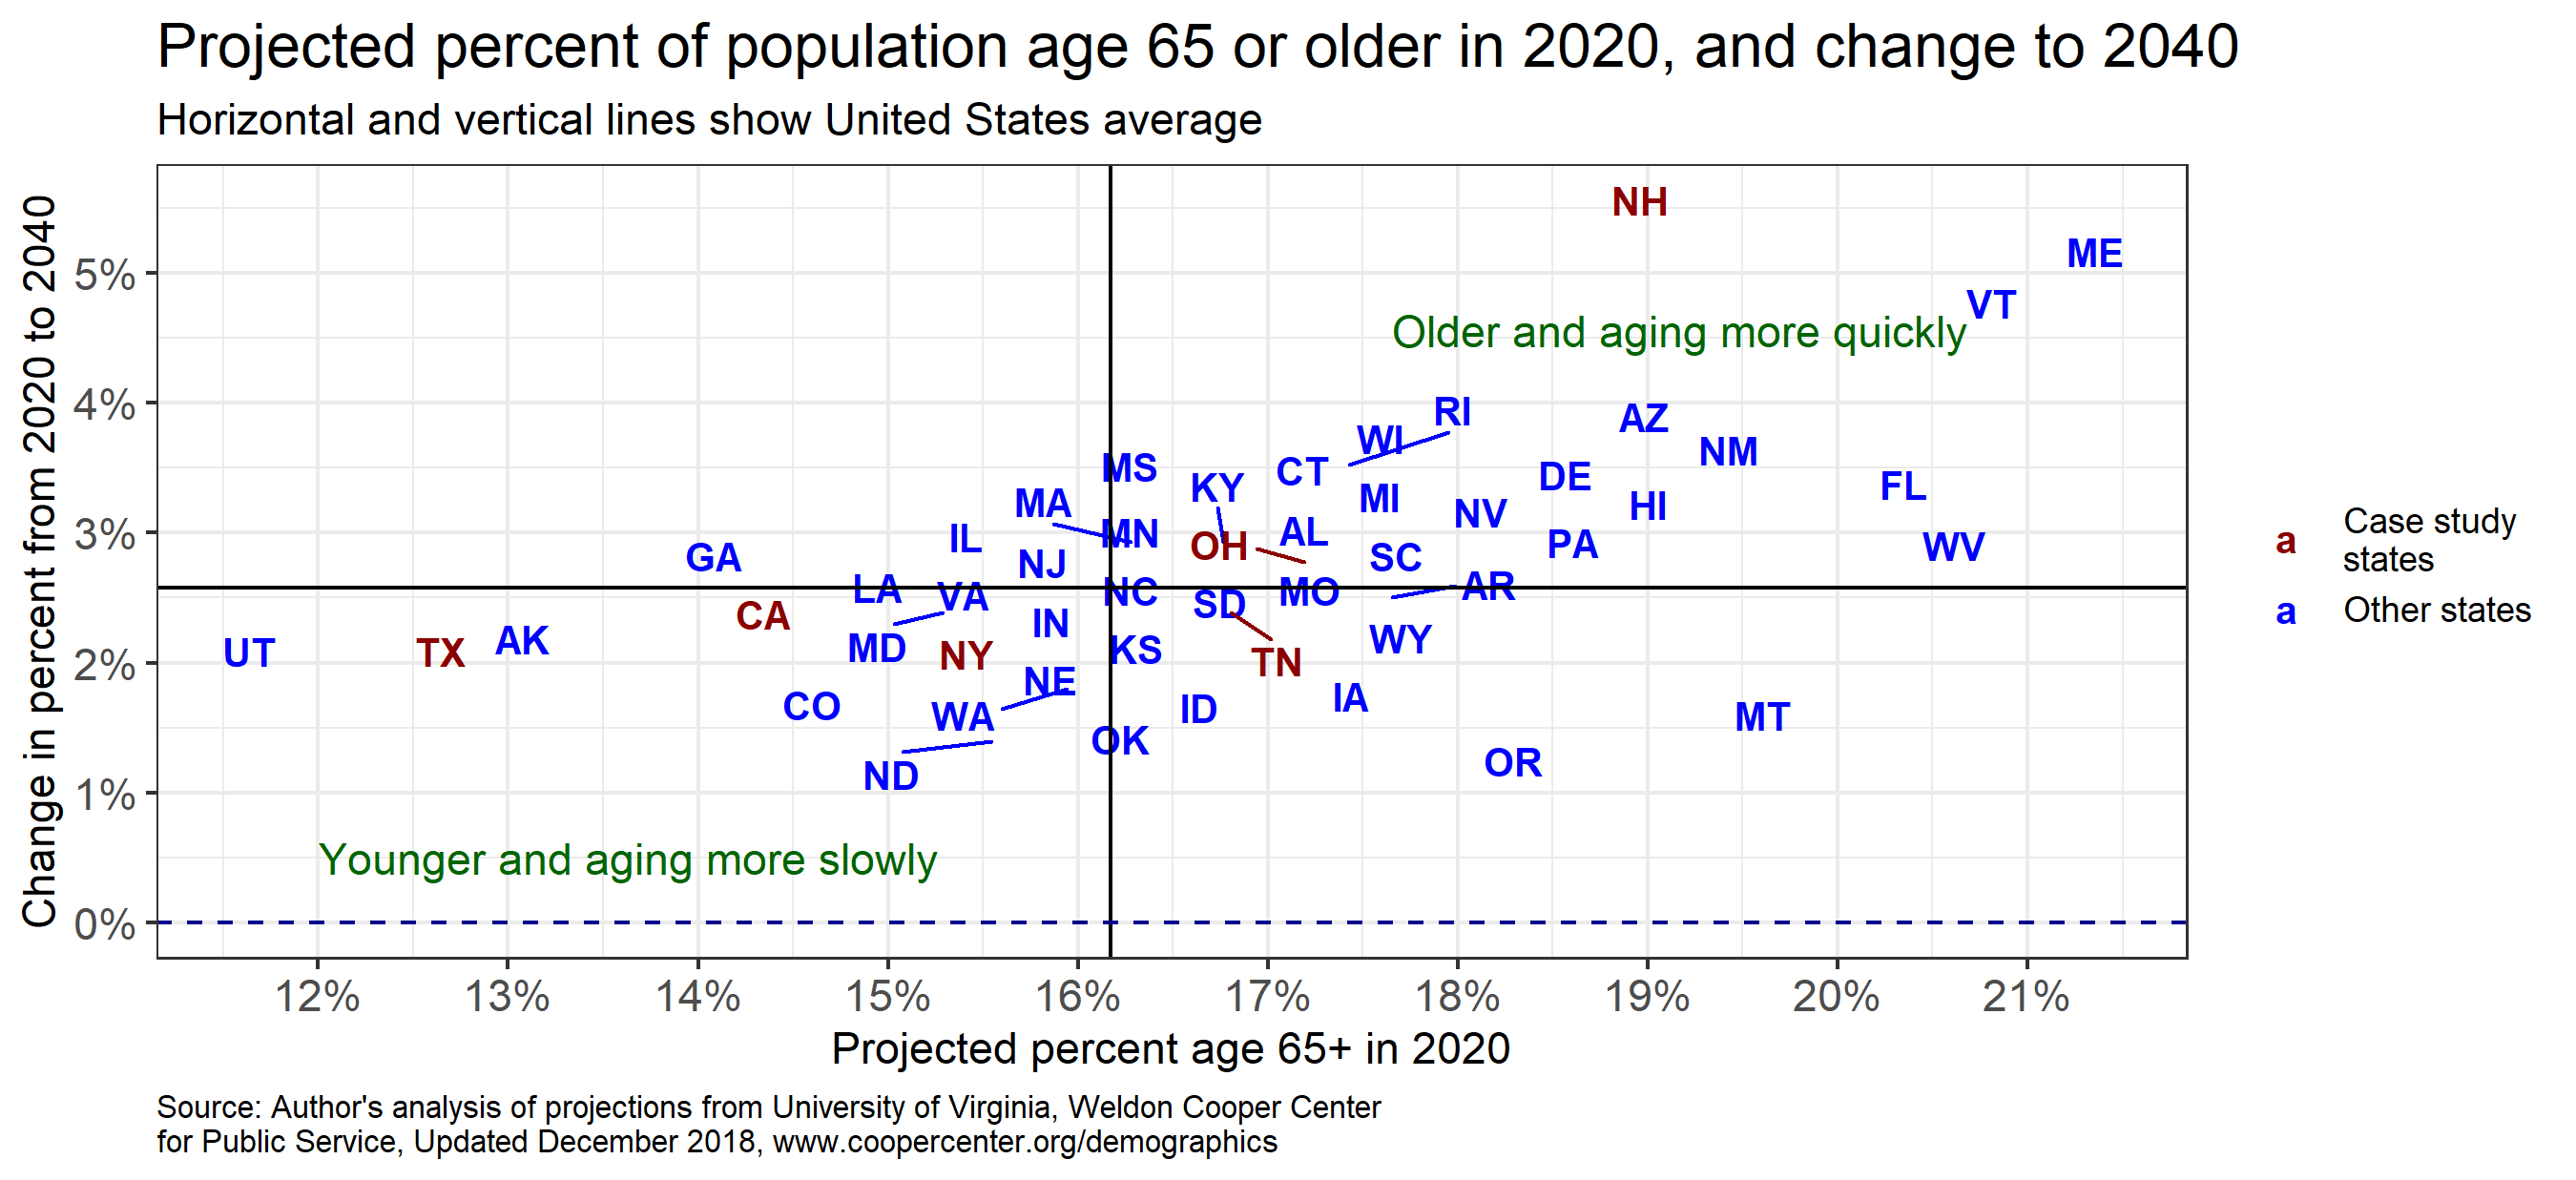 Projected percent of population age 65 or older in 2020, and change to 2040
Horizontal and vertical lines show United States average
Change in percent from 2020 to 2040
5%
4%
3%
2%
1%
0%
NH
ME
VT
Older and aging more quickly
RI
AZ
WI
NM
MS
CT
DE
KY
FL
MA
MI
HI
NV
MN
AL
IL
OH
PA
WV
GA
NJ
SC
LA
VA
NC
SD
MO
AR
CA
IN
UT
TX
AK
MD
NY
KS
TN
WY
NE
CO
WA
ID
IA
MT
OK
OR
ND
Younger and aging more slowly
12%
13%
14%
15%
16%
17%
18%
19%
20%
21%
Projected percent age 65+ in 2020
a Case study
states
a Other states
Source: Author's analysis of projections from University of Virginia, Weldon Cooper Center
for Public Service, Updated December 2018, www.coopercenter.org/demographics